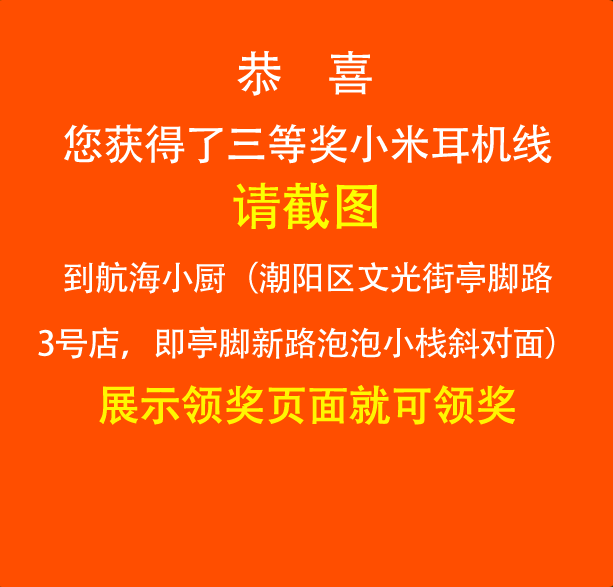 恭 喜
您获得了三等奖小米耳机线
请截图
到航海小厨（潮阳区文光街亭脚路
3号店，即亭脚新路泡泡小栈斜对面）
展示领奖页面就可领奖